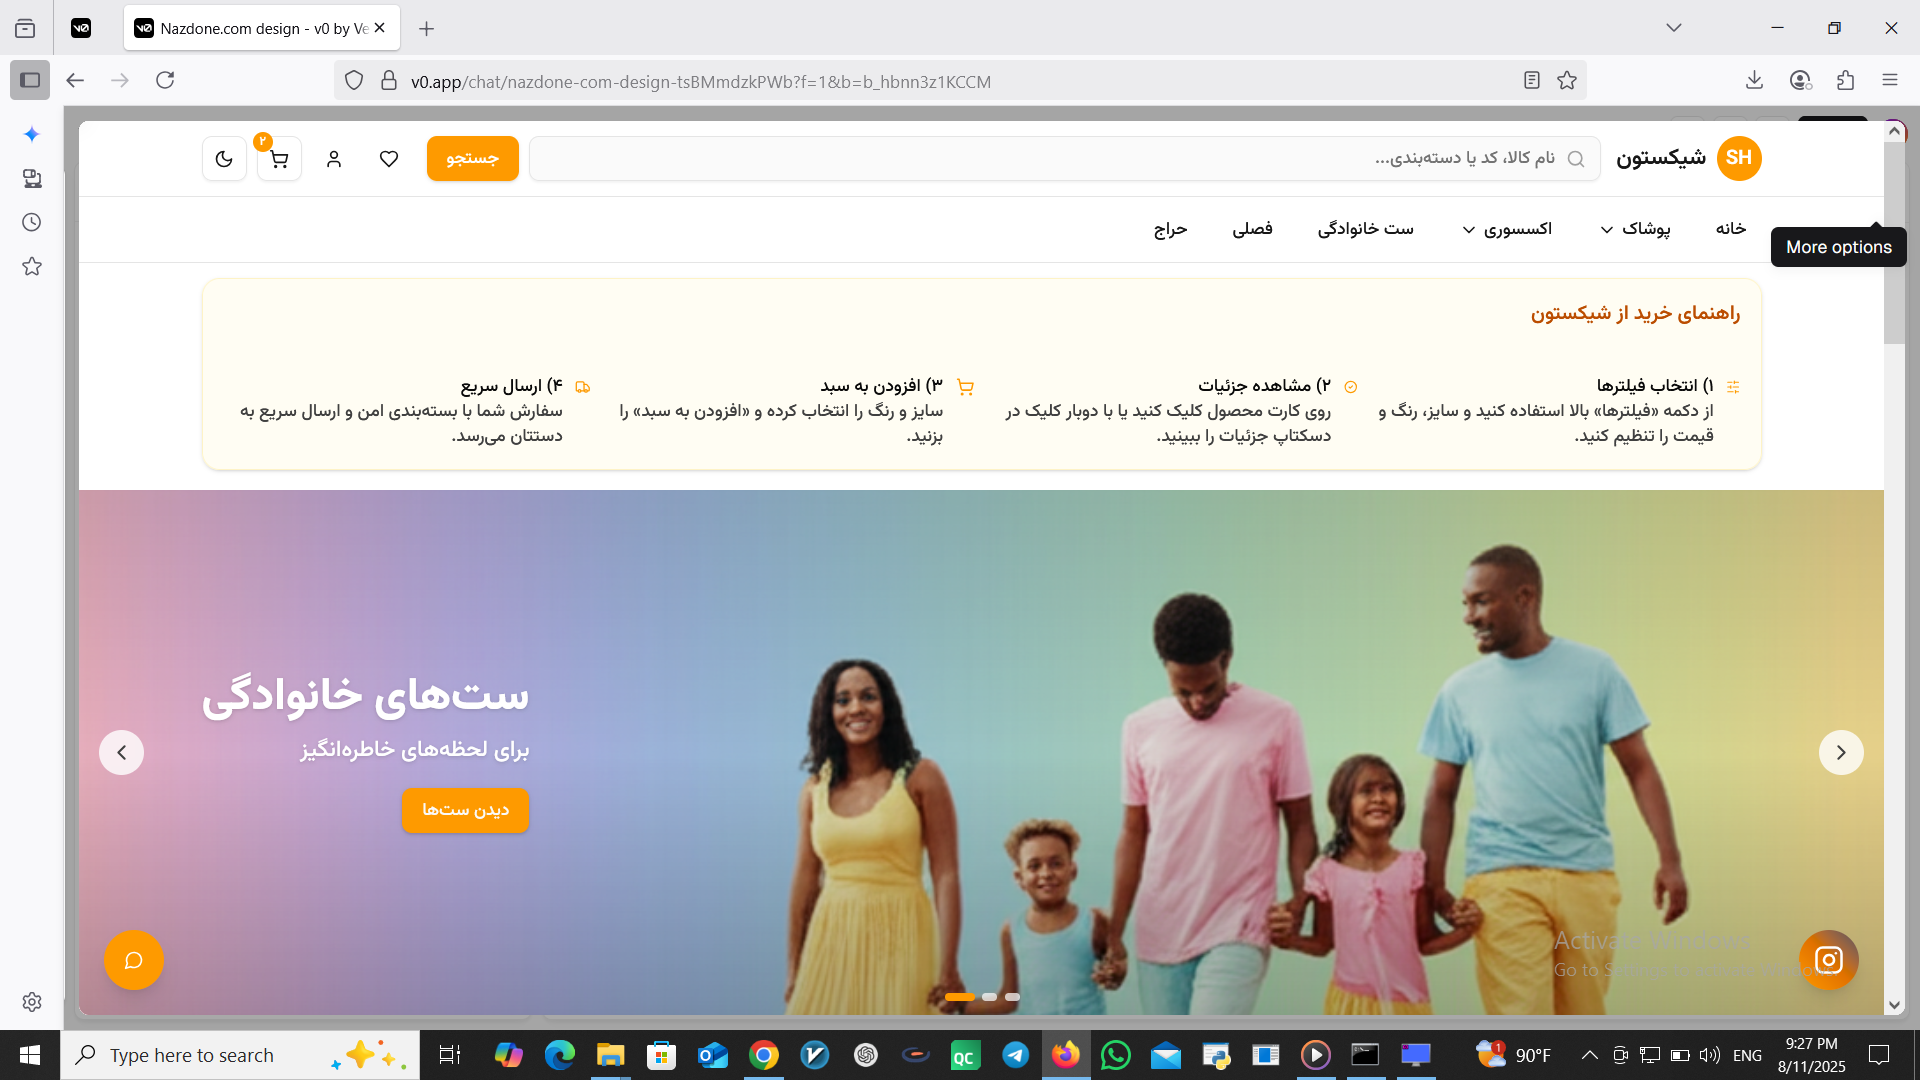 Nazdone.com design - v0 by Ve
v0.app/chat/nazdone-com-design-tsBMmdzkPWb?f=1&b=b_hbnn3z1KCCM
SH
شیکستون
نام کالا، کد یا دسته‌بندی...
جستجو
۲
خانه
پوشاک
اکسسوری
ست خانوادگی
فصلی
حراج
More options
راهنمای خرید از شیکستون
۱) انتخاب فیلترها
از دکمه «فیلترها» بالا استفاده کنید و سایز، رنگ و
قیمت را تنظیم کنید.
۲) مشاهده جزئیات
روی کارت محصول کلیک کنید یا با دوبار کلیک در
دسکتاپ جزئیات را ببینید.
۳) افزودن به سبد
سایز و رنگ را انتخاب کرده و «افزودن به سبد» را
بزنید.
۴) ارسال سریع
سفارش شما با بسته‌بندی امن و ارسال سریع به
دستتان می‌رسد.
ست‌های خانوادگی
برای لحظه‌های خاطره‌انگیز
دیدن ست‌ها
Activate Windows
Go to
Type here to search
QC
1
90°F
ENG
9:27 PM
8/11/2025